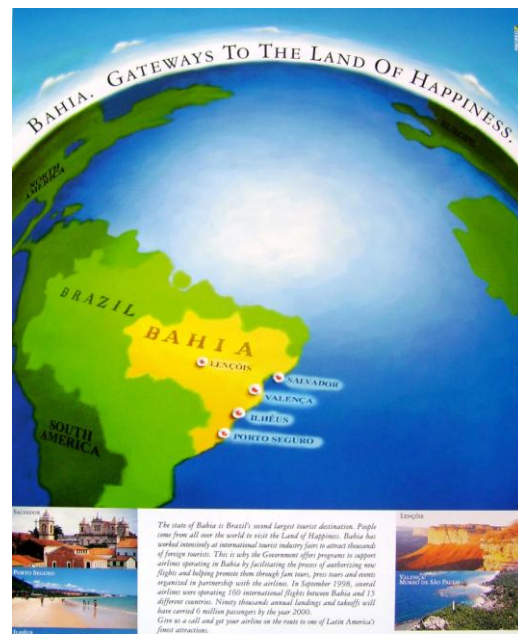 BAHIA. GATEWAYS TO THE LAND OF HAPPINESS.
NORTH
AMERICA
EUROPE
BRAZIL
BAHIA
LENÇÓIS
SALVADOR
VALENÇA
ILHÉUS
PORTO SEGURO
SOUTH
AMERICA
SALVADOR
PORTO SEGURO
ILHÉUS
The state of Bahia is Brazil's second largest tourist destination. People
come from all over the world to visit the Land of Happiness. Bahia has
worked intensively at international tourist industry fairs to attract thousands
of foreign tourists. This is why the Government offers programs to support
airlines operating in Bahia by facilitating the process of authorizing new
flights and helping promote them through fam tours, press tours and events
organized in partnership with the airlines. In September 1998, several
airlines were operating 160 international flights between Bahia and 15
different countries. Ninety thousands annual landings and takeoffs will
have carried 6 million passengers by the year 2000.
Give us a call and get your airline on the route to one of Latin America's
finest attractions.
LENÇÓIS
VALENÇA:
MORRO DE SÃO PAULO